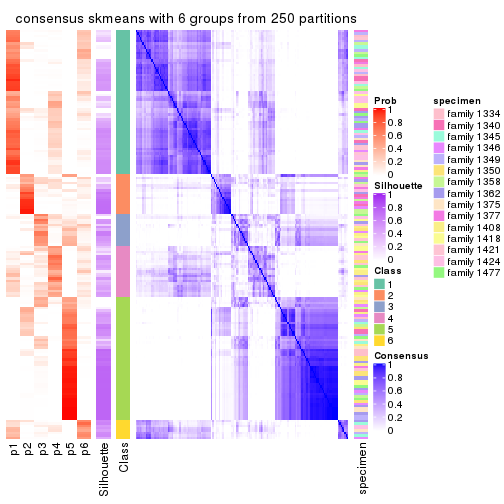 consensus skmeans with 6 groups from 250 partitions
Prob
1
0.8
0.6
0.4
0.2
0
Silhouette
1
0.8
0.6
0.4
0.2
0
Class
1
2
3
4
5
6
Consensus
1
0.8
0.6
0.4
0.2
0
specimen
family 1334
family 1340
family 1345
family 1346
family 1349
family 1350
family 1358
family 1362
family 1375
family 1377
family 1408
family 1418
family 1421
family 1424
family 1477
p1
p2
p3
p4
p5
p6
Silhouette
Class
specimen